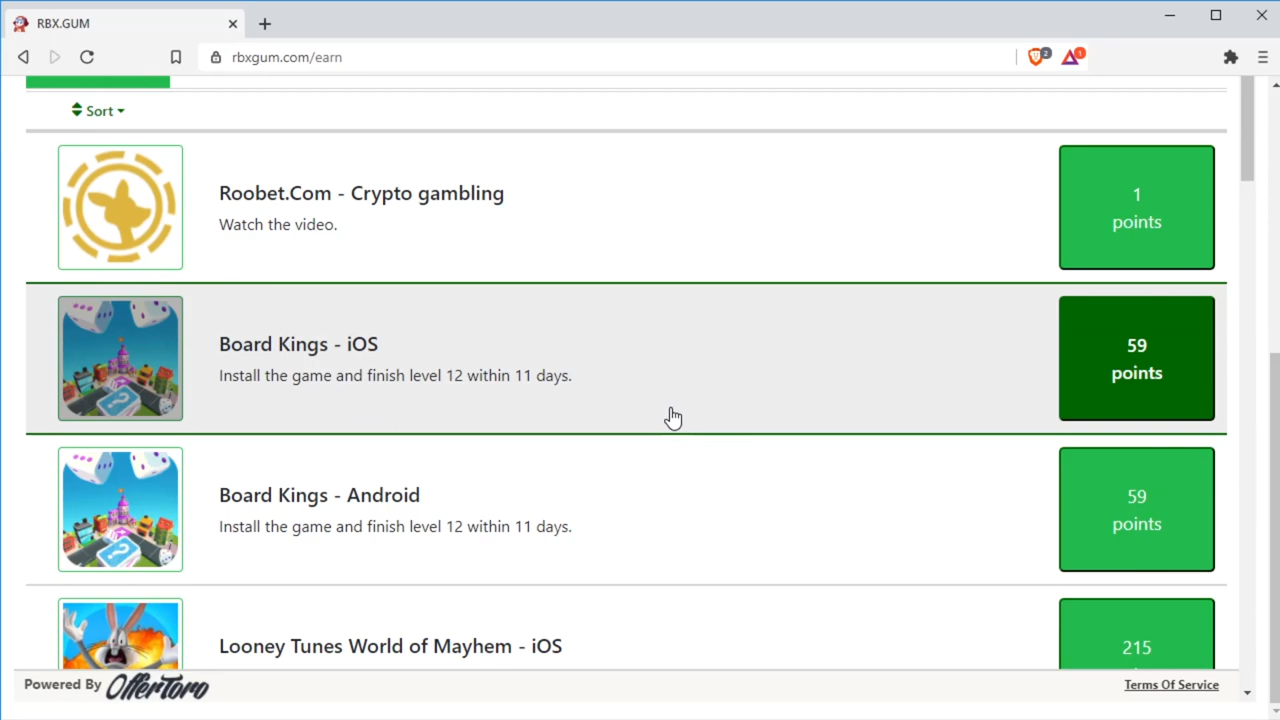 RBX.GUM
rbxgum.com/earn
2
1
Sort
Roobet.Com - Crypto gambling
Watch the video.
1
points
Board Kings - iOS
Install the game and finish level 12 within 11 days.
59
points
Board Kings - Android
Install the game and finish level 12 within 11 days.
59
points
Looney Tunes World of Mayhem - iOS
215
Powered By OfferToro
Terms Of Service